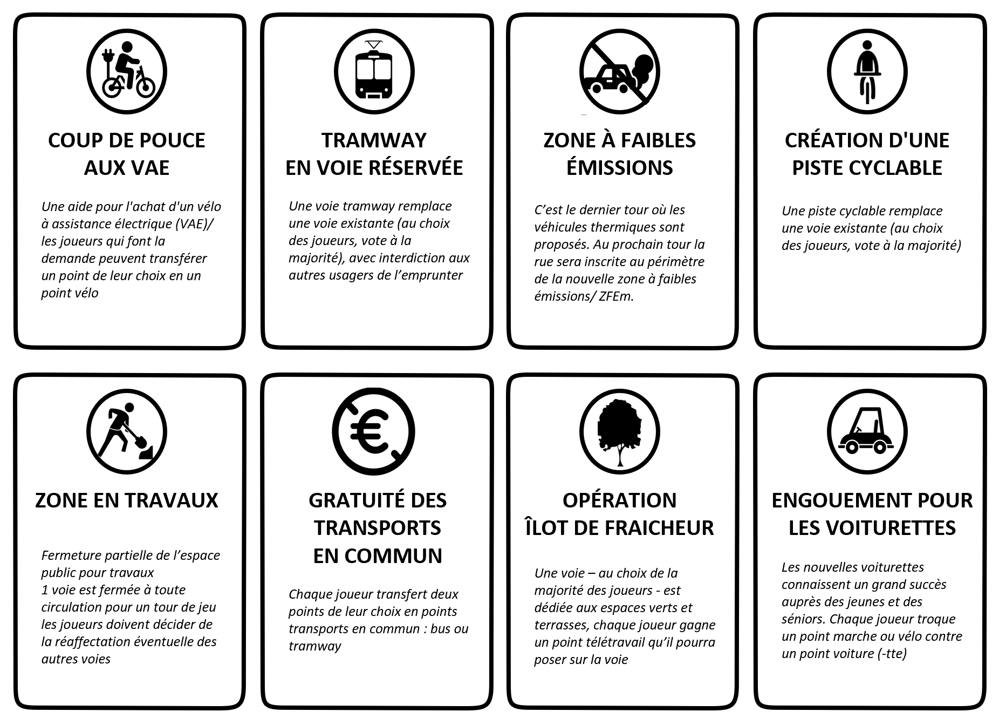 COUP DE POUCE
AUX VAE
Une aide pour l'achat d'un vélo
à assistance électrique (VAE)/
les joueurs qui font la
demande peuvent transférer
un point de leur choix en un
point vélo
TRAMWAY
EN VOIE RÉSERVÉE
Une voie tramway remplace
une voie existante (au choix
des joueurs, vote à la
majorité), avec interdiction aux
autres usagers de l’emprunter
ZONE À FAIBLES
ÉMISSIONS
C’est le dernier tour où les
véhicules thermiques sont
proposés. Au prochain tour la
rue sera inscrite au périmètre
de la nouvelle zone à faibles
émissions/ ZFEm.
CRÉATION D'UNE
PISTE CYCLABLE
Une piste cyclable remplace
une voie existante (au choix
des joueurs, vote à la majorité)
ZONE EN TRAVAUX
Fermeture partielle de l’espace
public pour travaux
1 voie est fermée à toute
circulation pour un tour de jeu
les joueurs doivent décider de
la réaffectation éventuelle des
autres voies
€
GRATUITÉ DES
TRANSPORTS
EN COMMUN
Chaque joueur transfert deux
points de leur choix en points
transports en commun : bus ou
tramway
OPÉRATION
ÎLOT DE FRAICHEUR
Une voie – au choix de la
majorité des joueurs - est
dédiée aux espaces verts et
terrasses, chaque joueur gagne
un point télétravail qu’il pourra
poser sur la voie
ENGOUEMENT POUR
LES VOITURETTES
Les nouvelles voiturettes
connaissent un grand succès
auprès des jeunes et des
séniors. Chaque joueur troque
un point marche ou vélo contre
un point voiture (-tte)